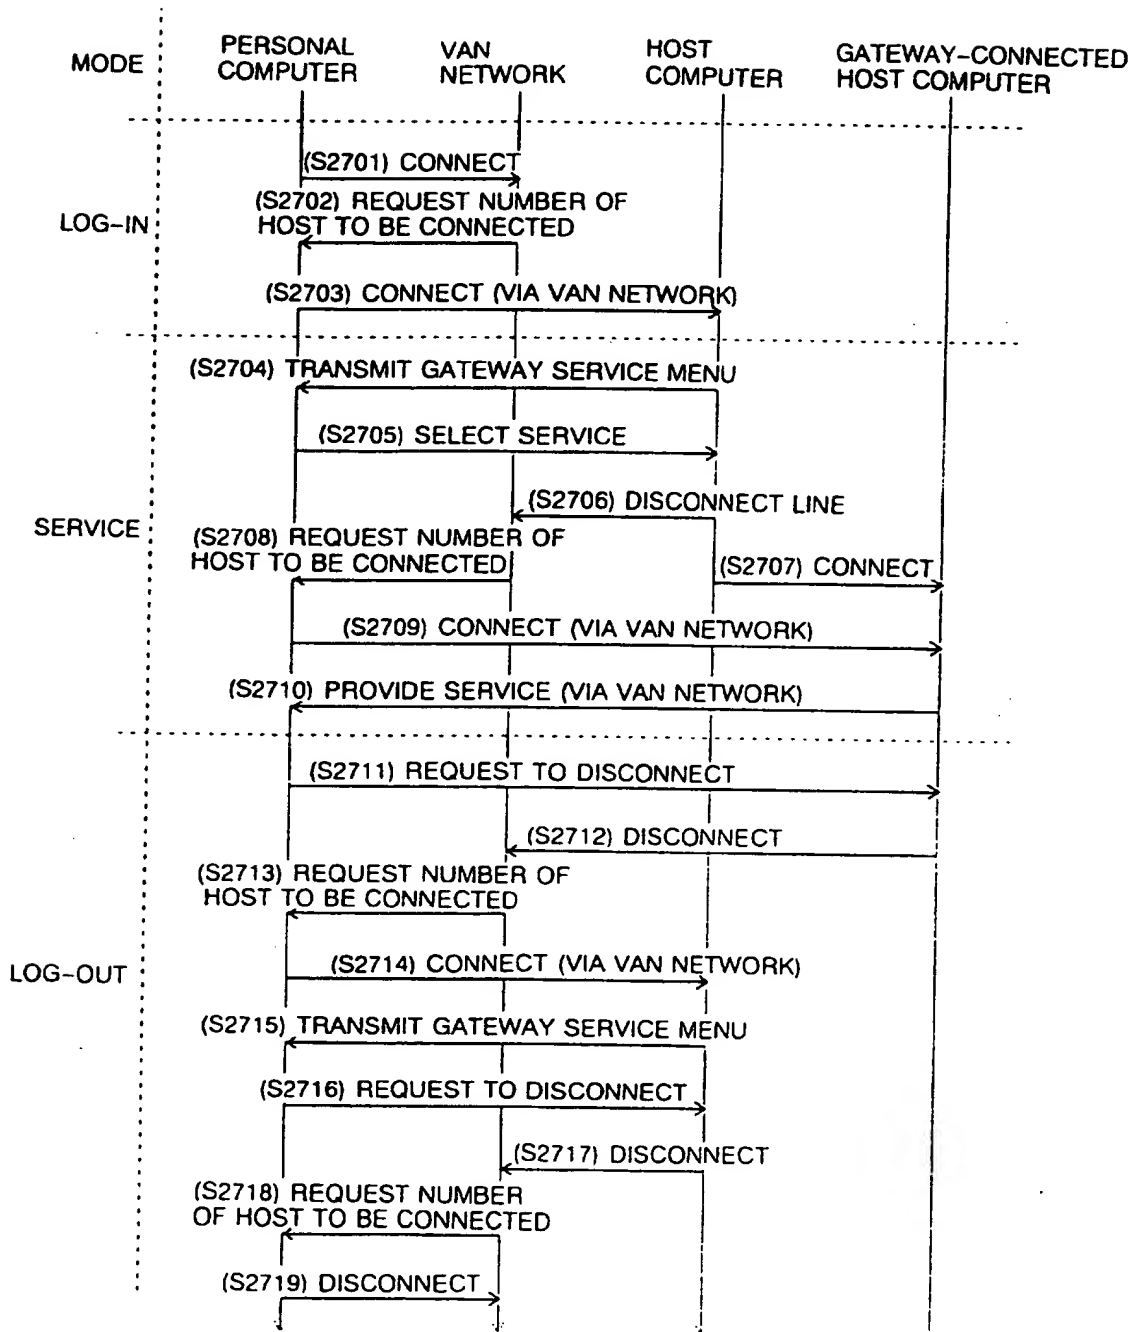 MODE
PERSONAL
COMPUTER
VAN
NETWORK
HOST
COMPUTER
GATEWAY-CONNECTED
HOST COMPUTER
(S2701) CONNECT
(S2702) REQUEST NUMBER OF
HOST TO BE CONNECTED
LOG-IN
(S2703) CONNECT (VIA VAN NETWORK)
(S2704) TRANSMIT GATEWAY SERVICE MENU
(S2705) SELECT SERVICE
(S2706) DISCONNECT LINE
SERVICE
(S2708) REQUEST NUMBER OF
HOST TO BE CONNECTED
(S2707) CONNECT
(S2709) CONNECT (VIA VAN NETWORK)
(S2710) PROVIDE SERVICE (VIA VAN NETWORK)
(S2711) REQUEST TO DISCONNECT
(S2712) DISCONNECT
(S2713) REQUEST NUMBER OF
HOST TO BE CONNECTED
LOG-OUT
(S2714) CONNECT (VIA VAN NETWORK)
(S2715) TRANSMIT GATEWAY SERVICE MENU
(S2716) REQUEST TO DISCONNECT
(S2717) DISCONNECT
(S2718) REQUEST NUMBER
OF HOST TO BE CONNECTED
(S2719) DISCONNECT